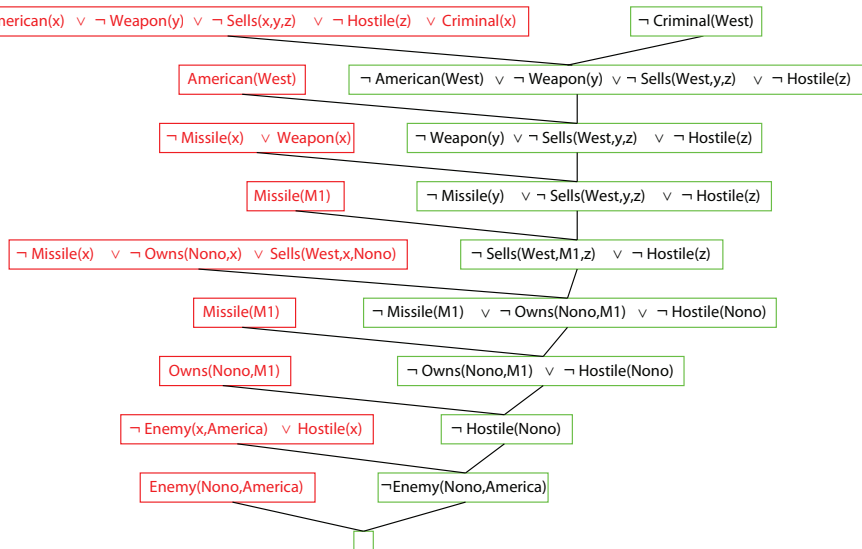 merican(x) ∨ ¬ Weapon(y) ∨ ¬ Sells(x,y,z) ∨ ¬ Hostile(z) ∨ Criminal(x)
¬ Criminal(West)
American(West)
¬ American(West) ∨ ¬ Weapon(y) ∨ ¬ Sells(West,y,z) ∨ ¬ Hostile(z)
¬ Missile(x) ∨ Weapon(x)
¬ Weapon(y) ∨ ¬ Sells(West,y,z) ∨ ¬ Hostile(z)
Missile(M1)
¬ Missile(y) ∨ ¬ Sells(West,y,z) ∨ ¬ Hostile(z)
¬ Missile(x) ∨ ¬ Owns(Nono,x) ∨ Sells(West,x,Nono)
¬ Sells(West,M1,z) ∨ ¬ Hostile(z)
Missile(M1)
¬ Missile(M1) ∨ ¬ Owns(Nono,M1) ∨ ¬ Hostile(Nono)
Owns(Nono,M1)
¬ Owns(Nono,M1) ∨ ¬ Hostile(Nono)
¬ Enemy(x,America) ∨ Hostile(x)
¬ Hostile(Nono)
Enemy(Nono,America)
¬Enemy(Nono,America)